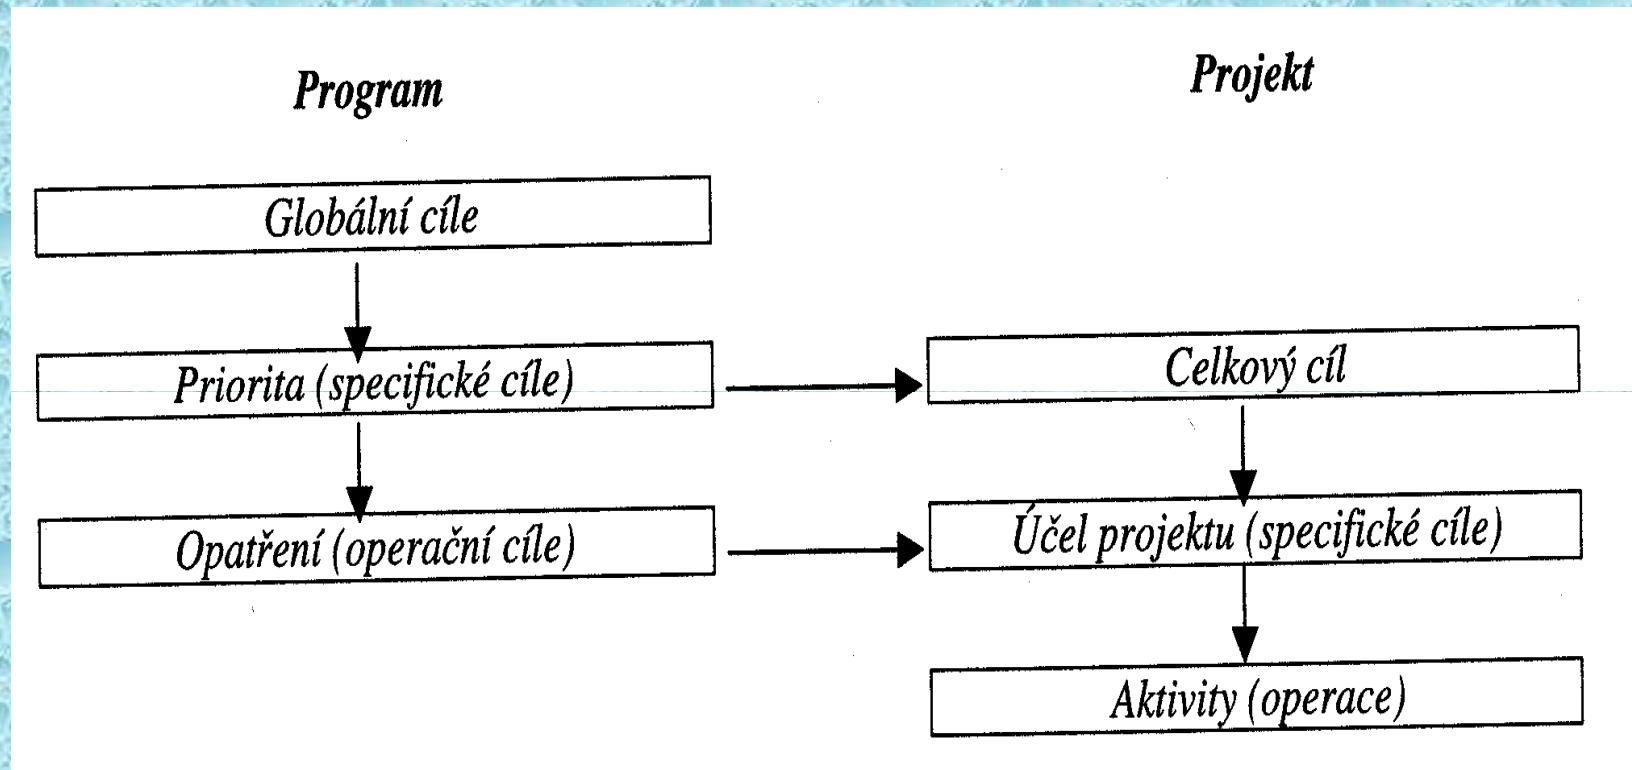 Program
Projekt
Globální cíle
Priorita (specifické cíle)
Celkový cíl
Opatření (operační cíle)
Účel projektu (specifické cíle)
Aktivity (operace)